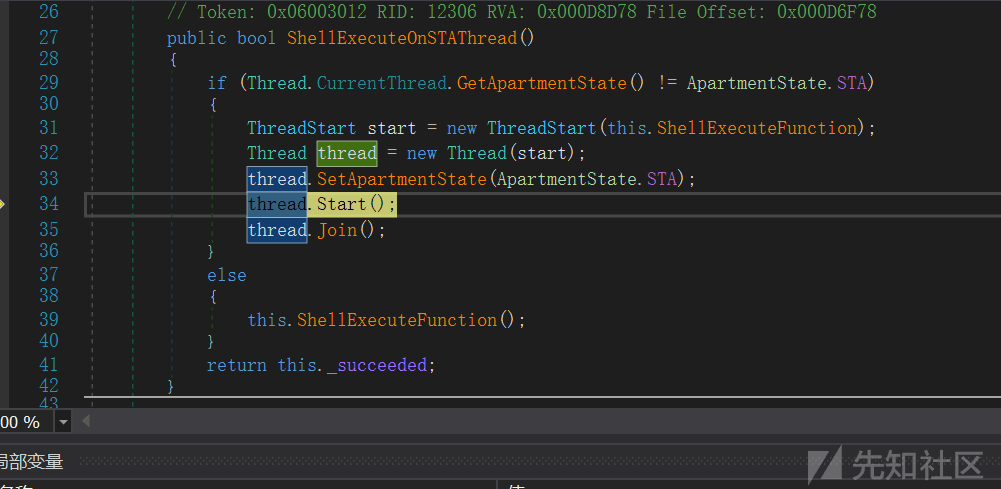 26 // Token: 0x06003012 RID: 12306 RVA: 0x000D8D78 File Offset: 0x000D6F78
27 public bool ShellExecuteOnSTAThread()
28 {
29 if (Thread.CurrentThread.GetApartmentState() != ApartmentState.STA)
30 {
31 ThreadStart start = new ThreadStart(this.ShellExecuteFunction);
32 Thread thread = new Thread(start);
33 thread.SetApartmentState(ApartmentState.STA);
34 thread.Start();
35 thread.Join();
36 }
37 else
38 {
39 this.ShellExecuteFunction();
40 }
41 return this._succeeded;
42 }
43
00 %
局部变量
先知社区
名称 值